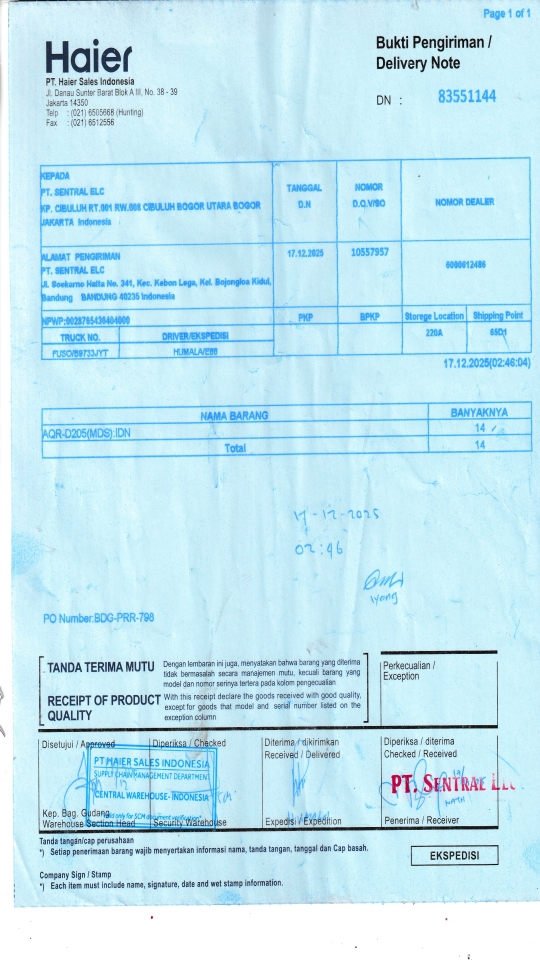 Page 1 of 1
Haier
Bukti Pengiriman /
Delivery Note
PT. Haier Sales Indonesia
Jl. Danau Sunter Barat Blok A III, No. 38 - 39
Jakarta 14350
Telp : (021) 6505668 (Hunting)
Fax : (021) 6512556
DN : 83551144
KEPADA
PT. SENTRAL ELC
KP. CIBULUH RT.001 RW.008 CIBULUH BOGOR UTARA BOGOR
JAKARTA Indonesia
TANGGAL
D.N
NOMOR
D.O.V/SO
NOMOR DEALER
ALAMAT PENGIRIMAN
PT. SENTRAL ELC
Jl. Soekarno Hatta No. 341, Kec. Kebon Lega, Kel. Bojongloa Kidul,
Bandung BANDUNG 40235 Indonesia
17.12.2025
10557957
6000012486
NPWP:0028765436404000
PKP
BPKP
Storage Location
Shipping Point
TRUCK NO.
DRIVER/EKSPEDISI
220A
65D1
FUSO/B9733JYT
17.12.2025(02:46:04)
NAMA BARANG
BANYAKNYA
AQR-D205(MDS):IDN
14
Total
14
17-12-2025
02:46
Iyong
PO Number:BDG-PRR-798
TANDA TERIMA MUTU
Dengan lembaran ini juga, menyatakan bahwa barang yang diterima
tidak bermasalah secara manajemen mutu, kecuali barang yang
model dan nomor serinya tertera pada kolom pengecualian
RECEIPT OF PRODUCT
QUALITY
With this receipt declare the goods received with good quality,
except for goods that model and serial number listed on the
exception column
Perkecualian /
Exception
Disetujui / Approved
Diperiksa / Checked
Diterima / dikirimkan
Received / Delivered
Diperiksa / diterima
Checked / Received
PT HAIER SALES INDONESIA
SUPPLY CHAIN MANAGEMENT DEPARTMENT
CENTRAL WAREHOUSE- INDONESIA
only for SCM document verification*
PT. SENTRAL
Kep. Bag. Gudang
Warehouse Section Head
Security Warehouse
Expedisi / Expedition
Penerima / Receiver
Tanda tangan/cap perusahaan
*) Setiap penerimaan barang wajib menyertakan informasi nama, tanda tangan, tanggal dan Cap basah.
EKSPEDISI
Company Sign / Stamp
*) Each item must include name, signature, date and wet stamp information.